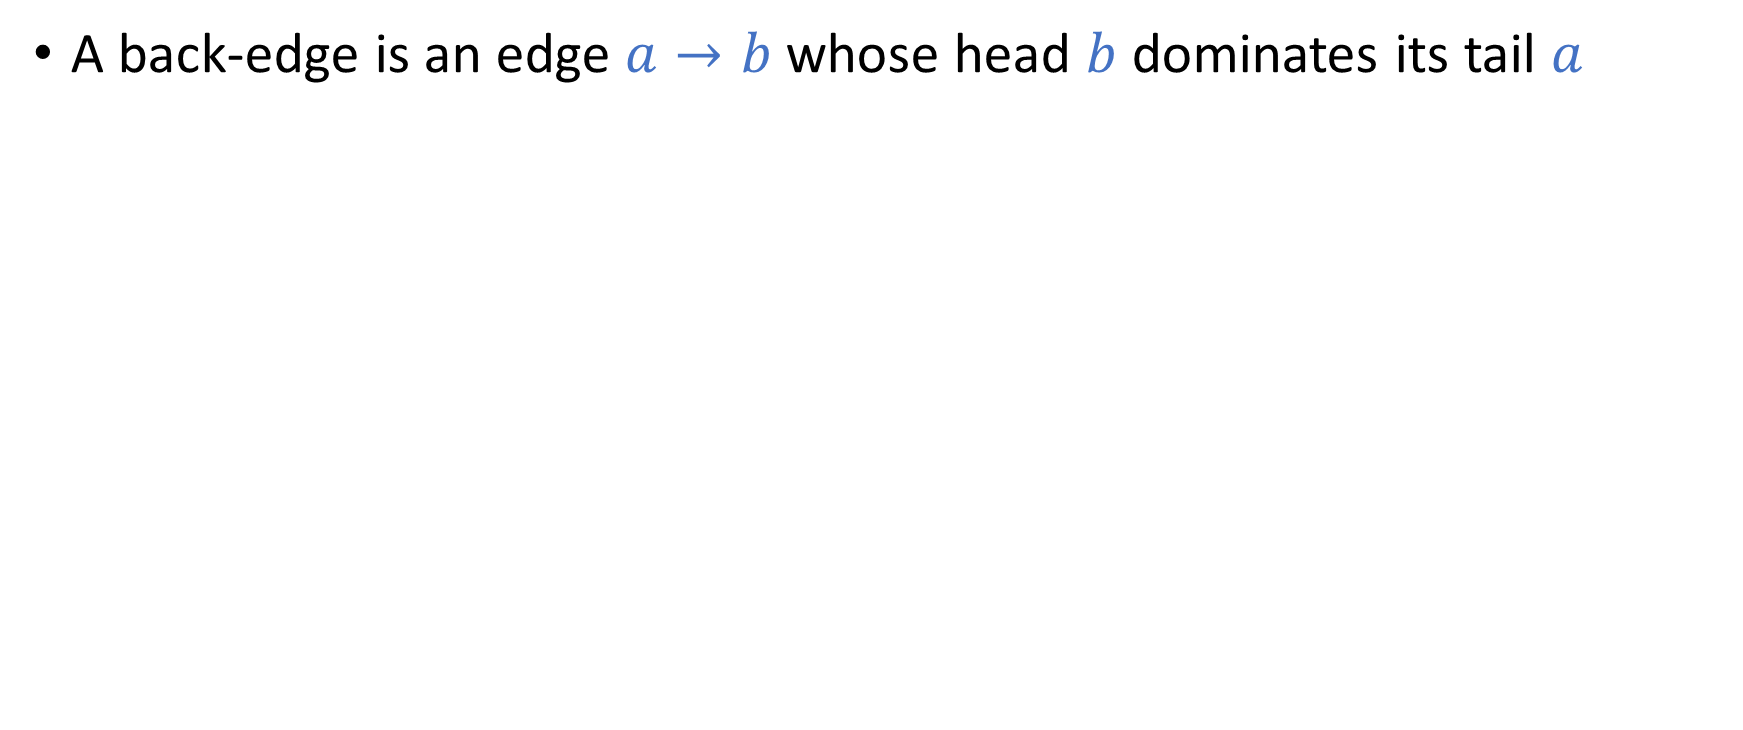 • A back-edge is an edge a → b whose head b dominates its tail a